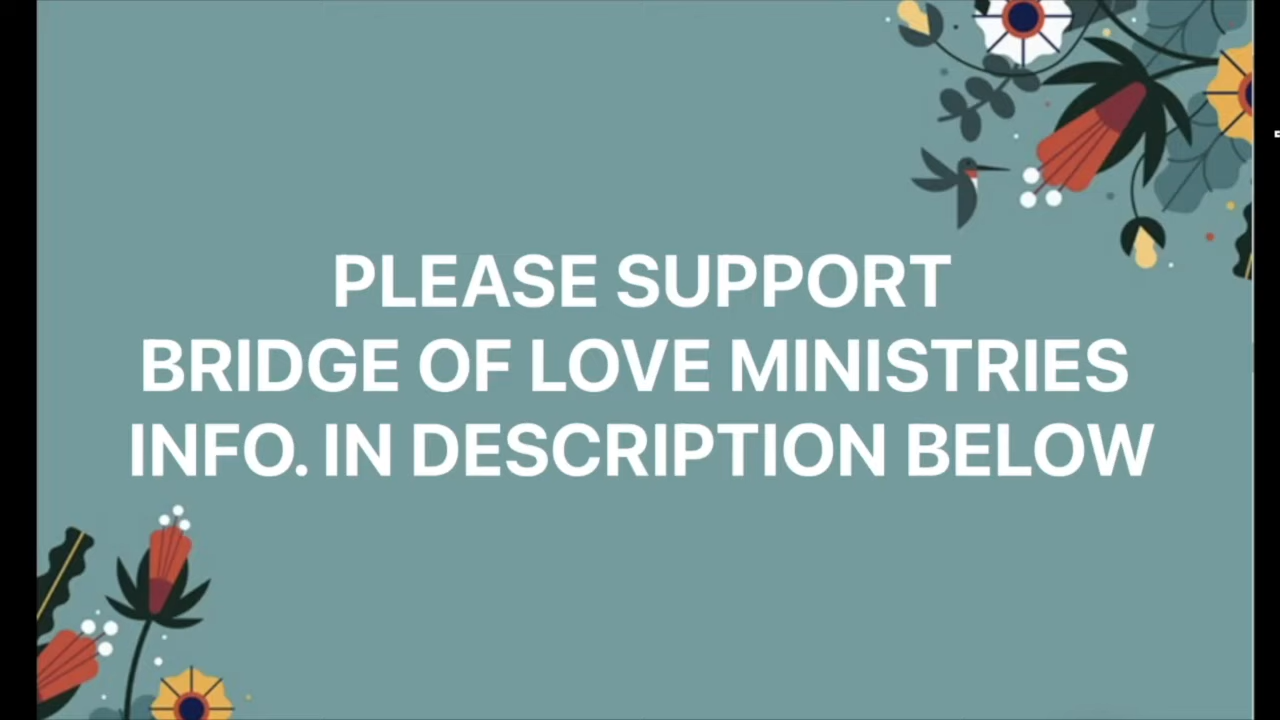 PLEASE SUPPORT
BRIDGE OF LOVE MINISTRIES
INFO. IN DESCRIPTION BELOW